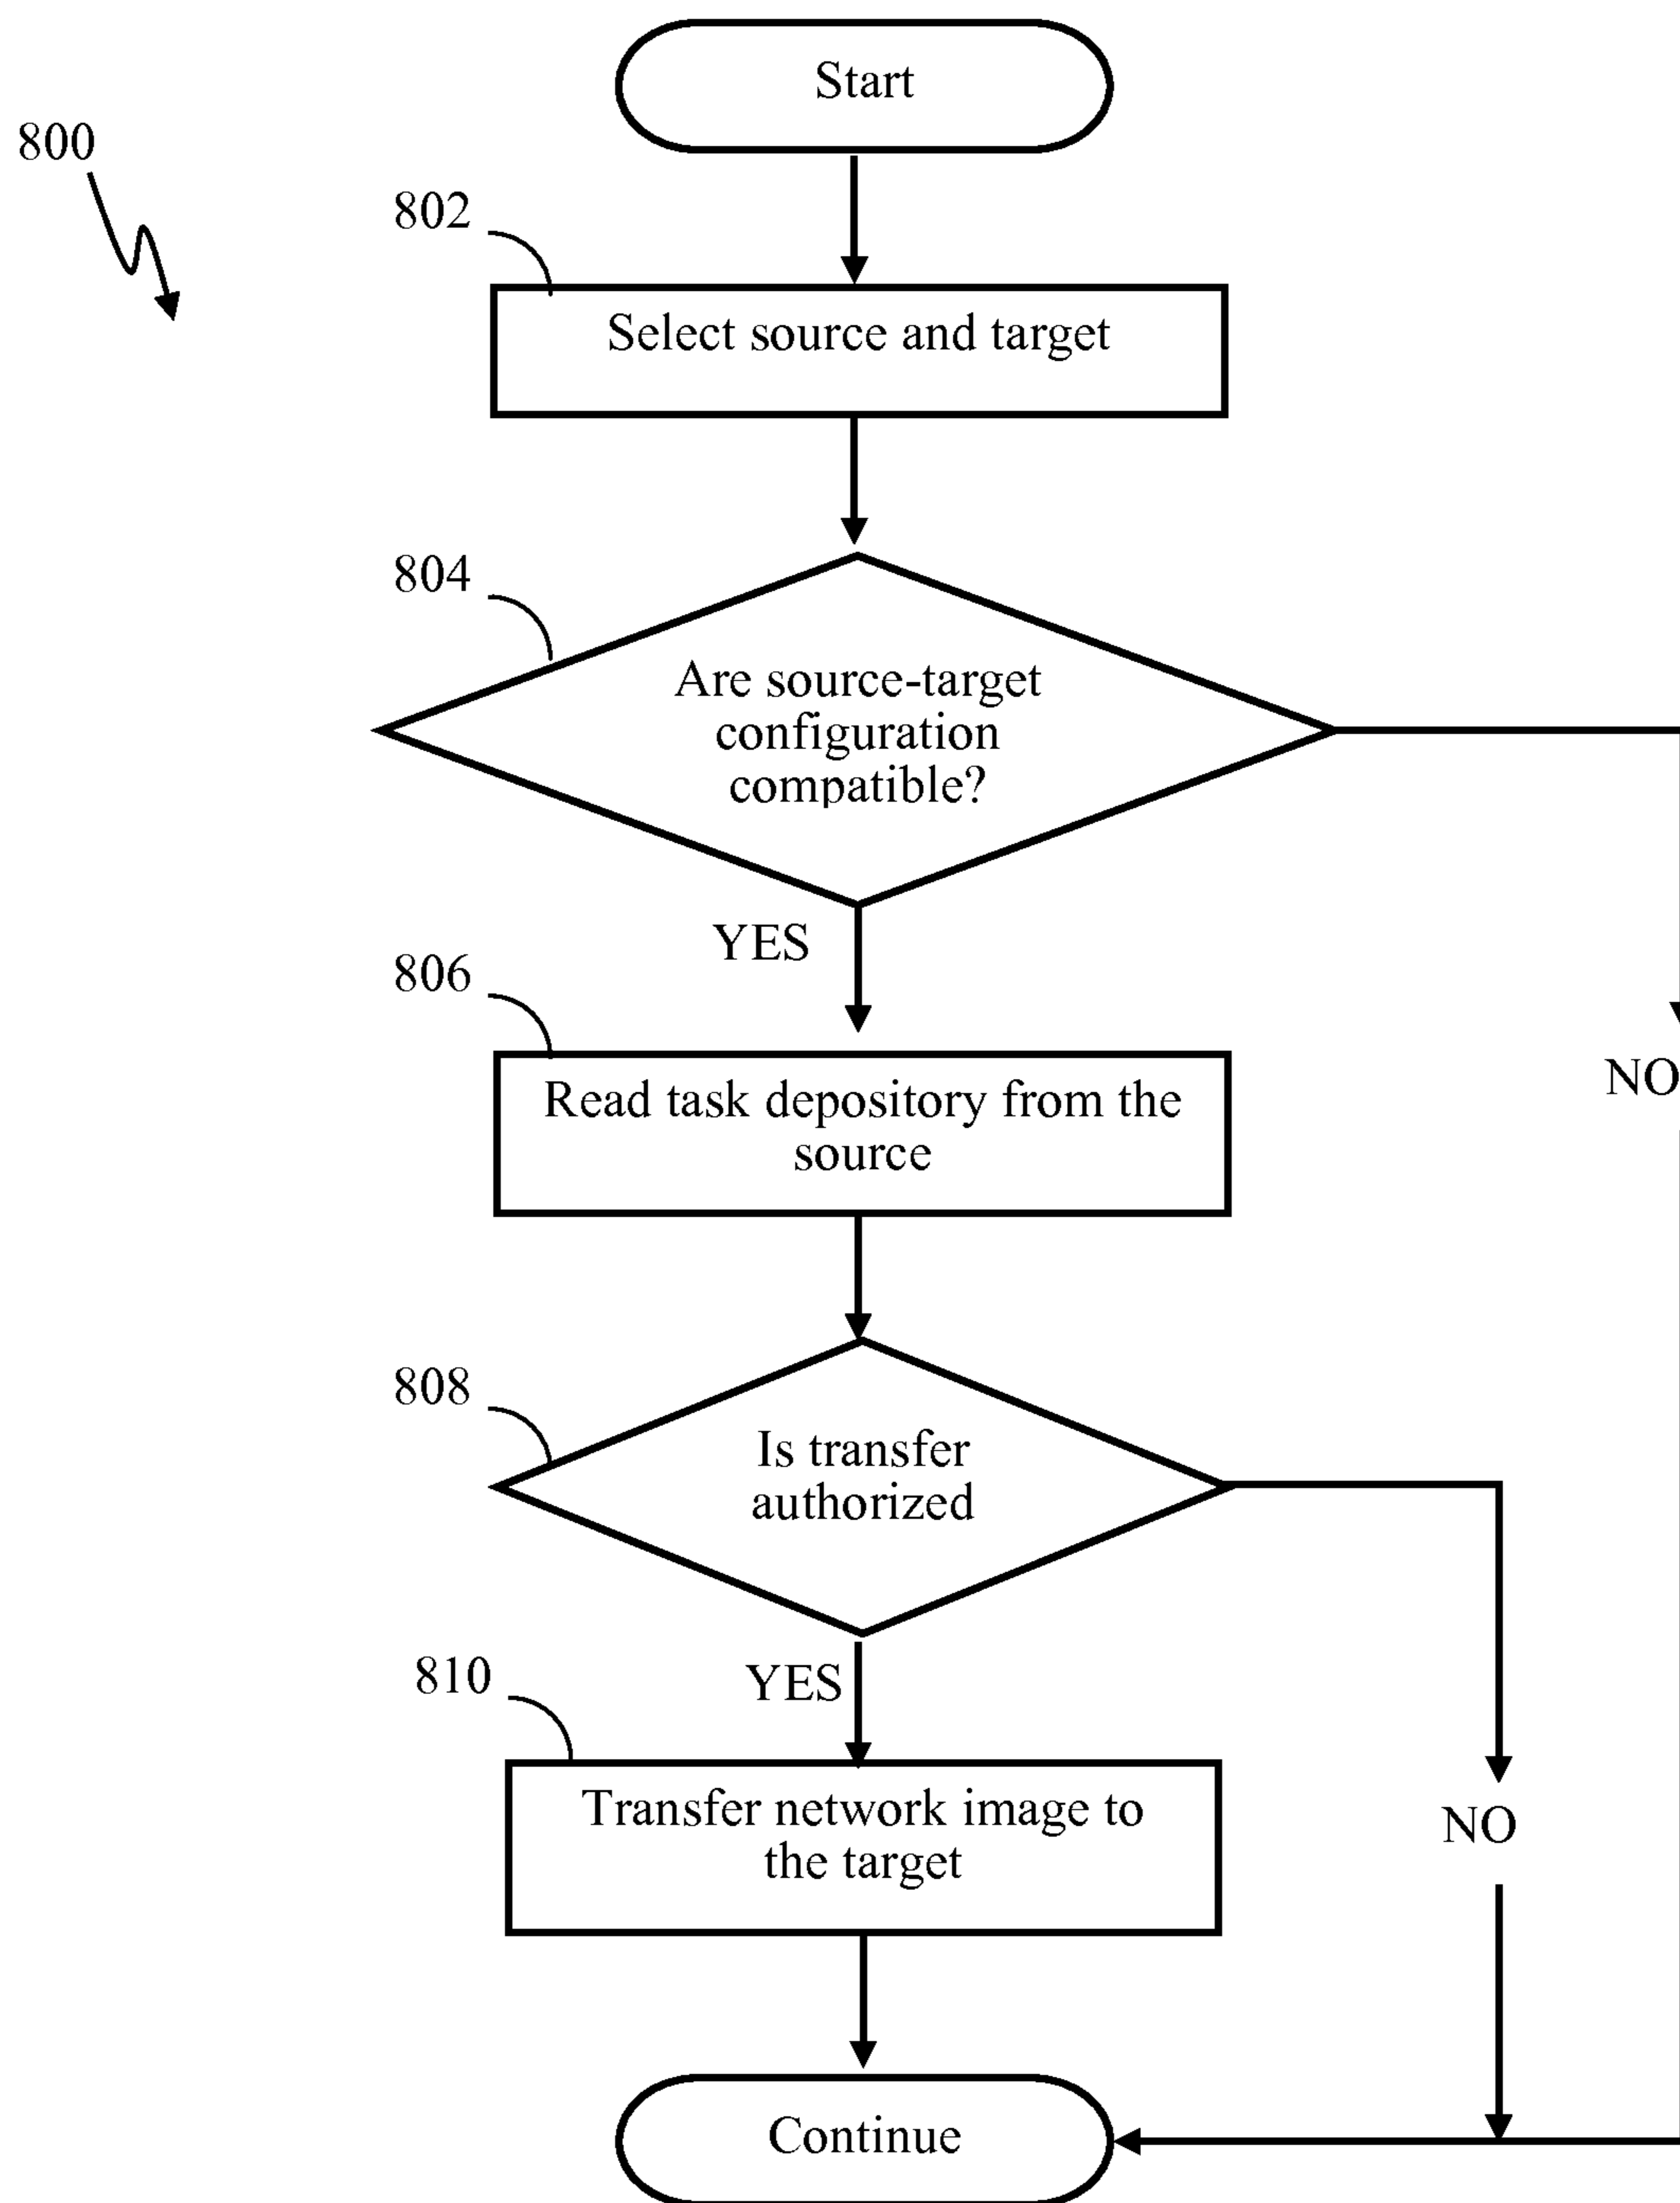 Start
800
802
Select source and target
804
Are source-target
configuration
compatible?
YES
806
Read task depository from the
source
NO
808
Is transfer
authorized
YES
810
Transfer network image to
the target
NO
Continue